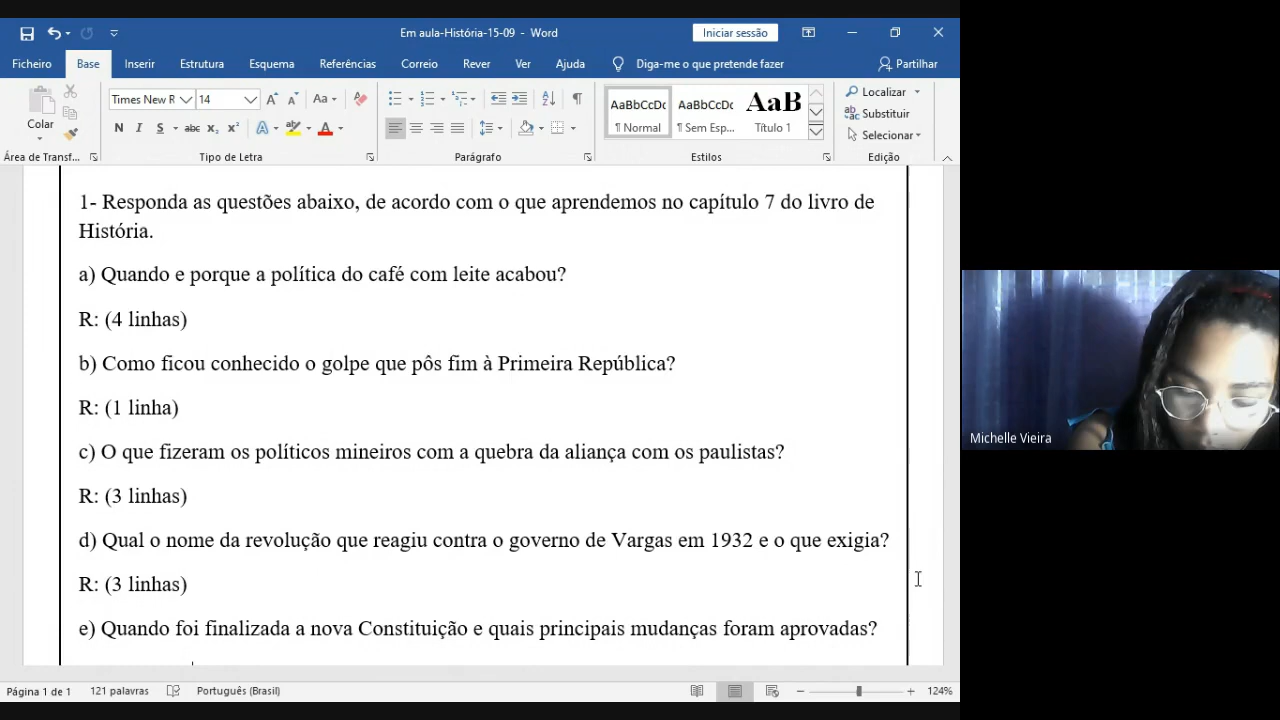 Em aula-História-15-09 - Word
Iniciar sessão
Ficheiro Base Inserir Estrutura Esquema Referências Correio Rever Ver Ajuda Diga-me o que pretende fazer Partilhar
Colar
Times New R 14
Aa
N I S abc x₂ x² A ab A
AaBbCcDc AaBbCcDc AaB
¶ Normal ¶ Sem Esp... Título 1
Localizar
Substituir
Selecionar
Área de Transf... Tipo de Letra Parágrafo Estilos Edição
1- Responda as questões abaixo, de acordo com o que aprendemos no capítulo 7 do livro de
História.
a) Quando e porque a política do café com leite acabou?
R: (4 linhas)
b) Como ficou conhecido o golpe que pôs fim à Primeira República?
R: (1 linha)
c) O que fizeram os políticos mineiros com a quebra da aliança com os paulistas?
R: (3 linhas)
d) Qual o nome da revolução que reagiu contra o governo de Vargas em 1932 e o que exigia?
R: (3 linhas)
e) Quando foi finalizada a nova Constituição e quais principais mudanças foram aprovadas?
Página 1 de 1 121 palavras Português (Brasil) 124%
Michelle Vieira